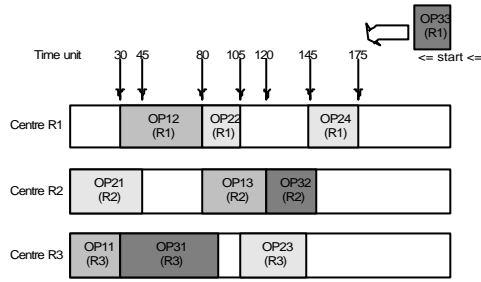 OP33
(R1)
<= start <=
Time unit
30 45 80 105 120 145 175
Centre R1
OP12
(R1)
OP22
(R1)
OP24
(R1)
Centre R2
OP21
(R2)
OP13
(R2)
OP32
(R2)
Centre R3
OP11
(R3)
OP31
(R3)
OP23
(R3)